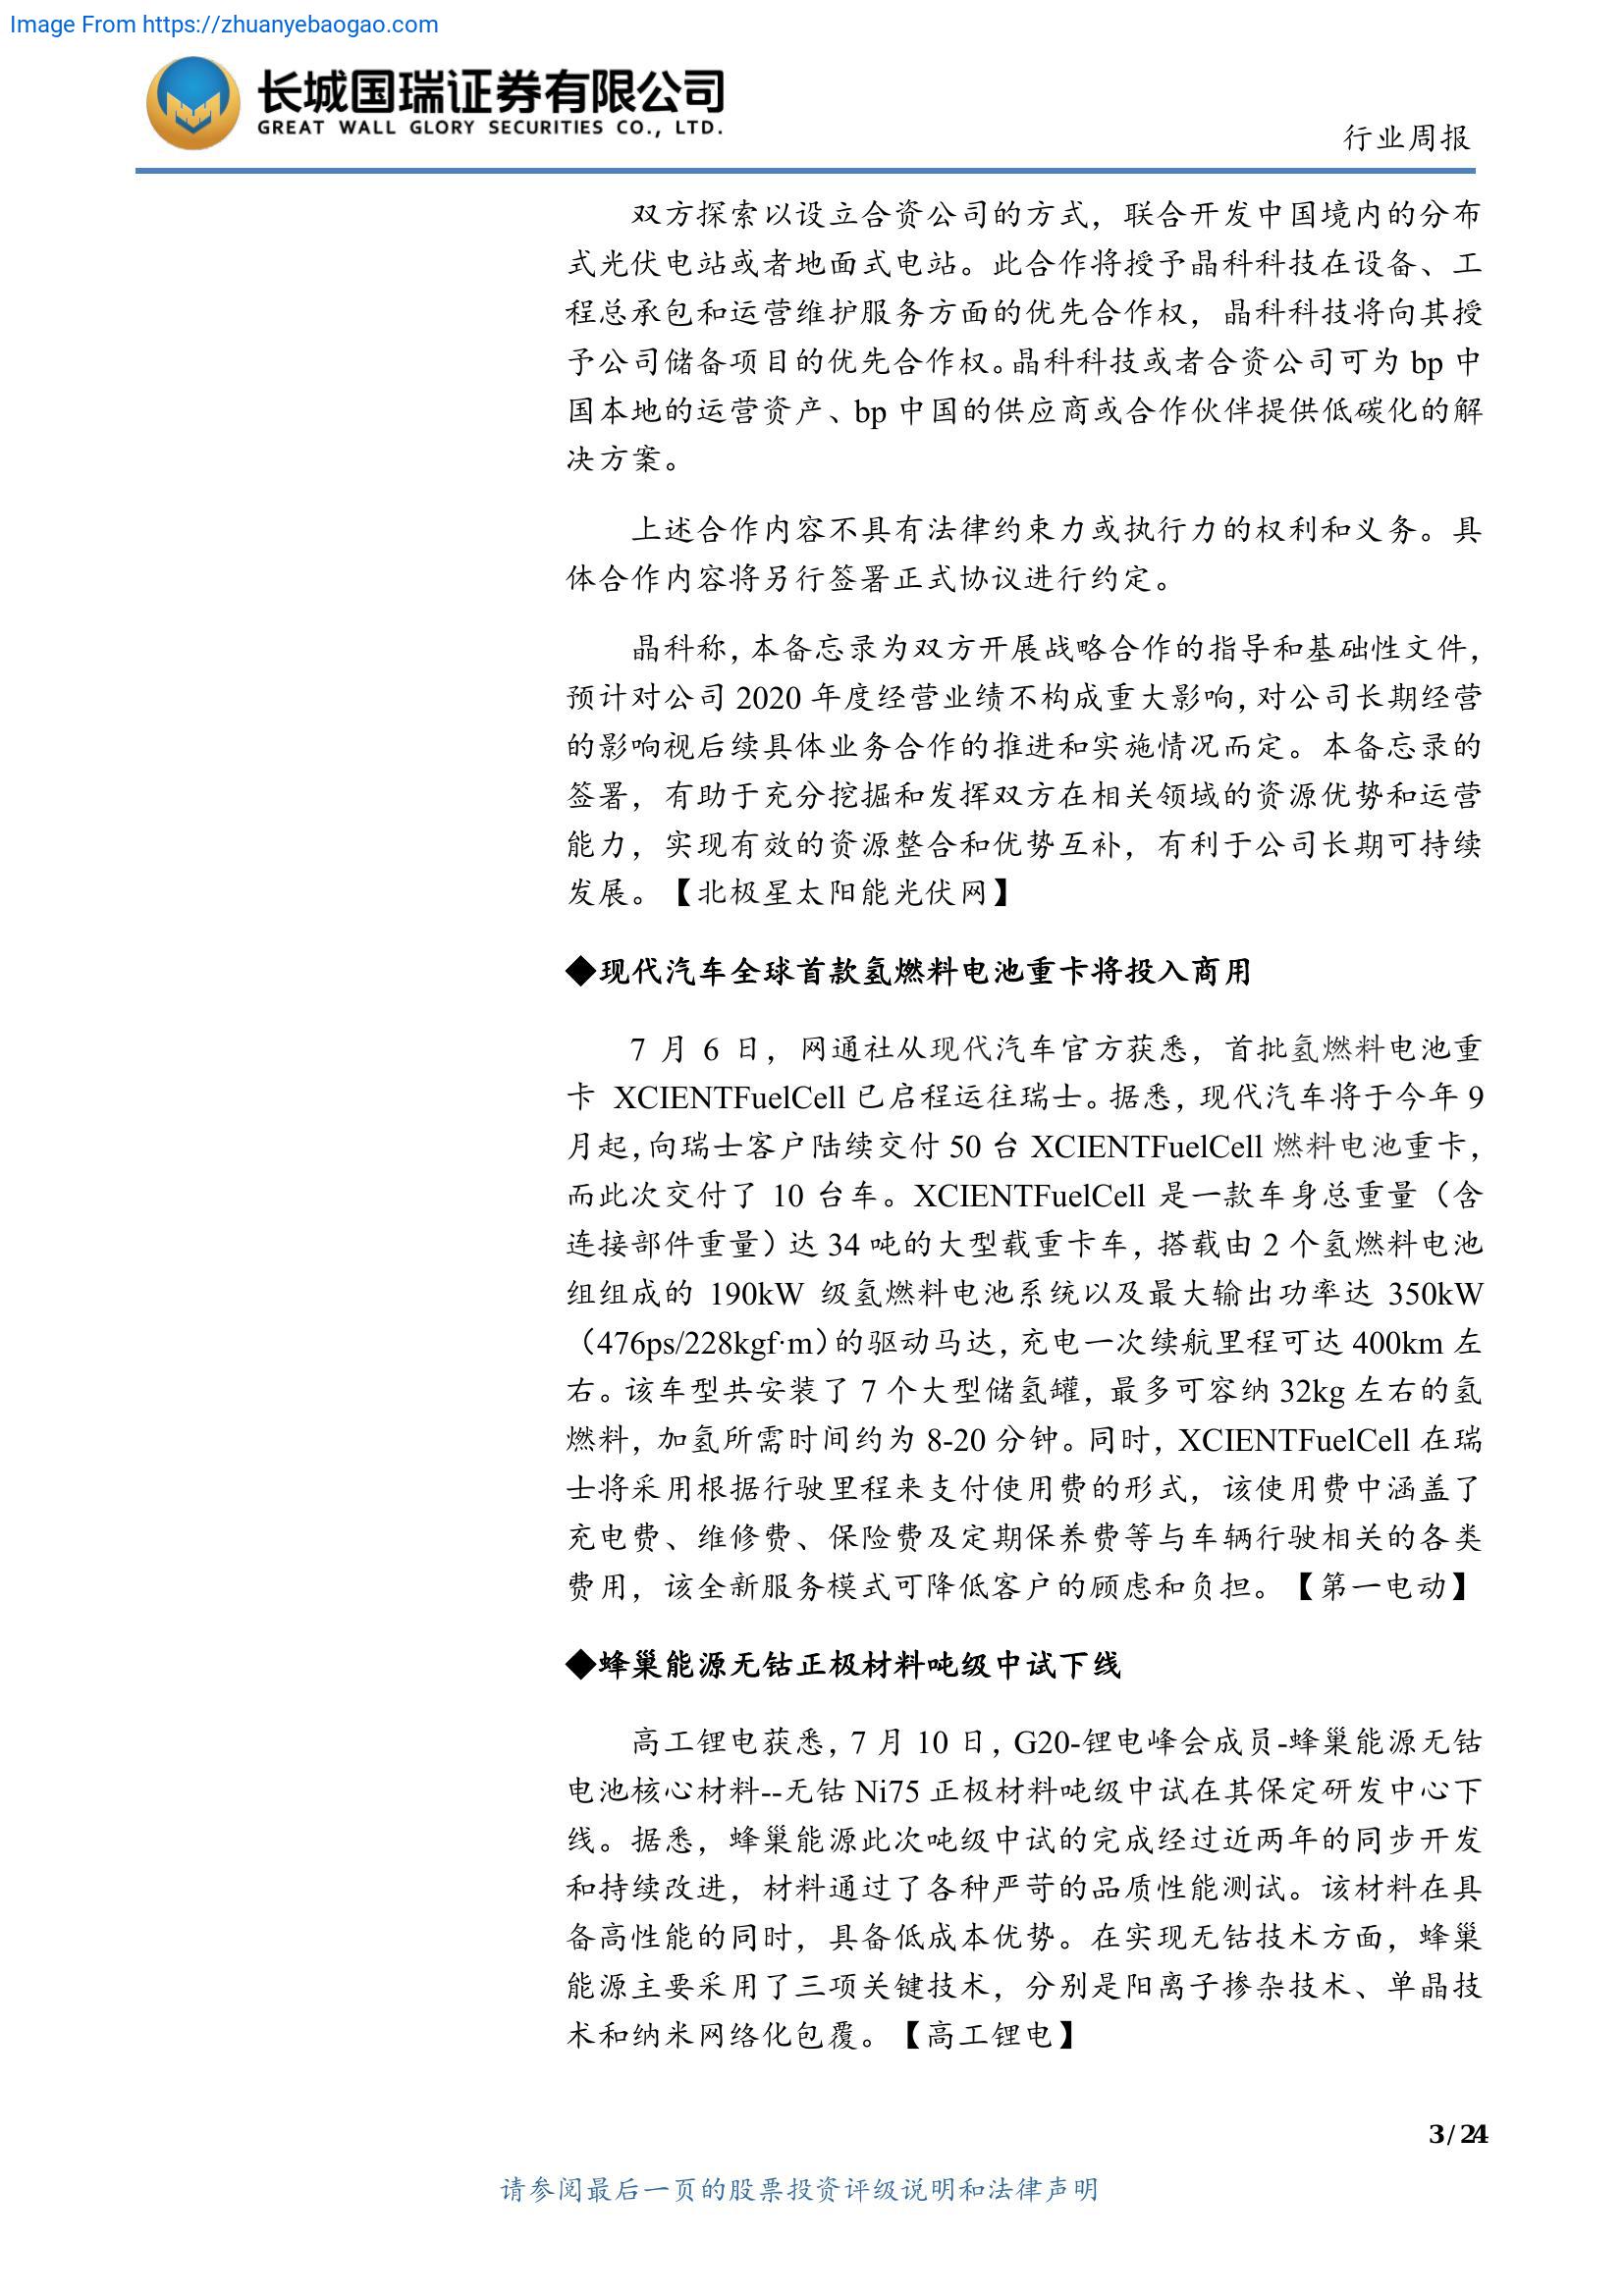 Image From https://zhuanyebaogao.com
长城国瑞证券有限公司
GREAT WALL GLORY SECURITIES CO., LTD.
行业周报
双方探索以设立合资公司的方式，联合开发中国境内的分布
式光伏电站或者地面式电站。此合作将授予晶科科技在设备、工
程总承包和运营维护服务方面的优先合作权，晶科科技将向其授
予公司储备项目的优先合作权。晶科科技或者合资公司可为 bp 中
国本地的运营资产、bp 中国的供应商或合作伙伴提供低碳化的解
决方案。
上述合作内容不具有法律约束力或执行力的权利和义务。具
体合作内容将另行签署正式协议进行约定。
晶科称，本备忘录为双方开展战略合作的指导和基础性文件，
预计对公司 2020 年度经营业绩不构成重大影响，对公司长期经营
的影响视后续具体业务合作的推进和实施情况而定。本备忘录的
签署，有助于充分挖掘和发挥双方在相关领域的资源优势和运营
能力，实现有效的资源整合和优势互补，有利于公司长期可持续
发展。【北极星太阳能光伏网】
◆现代汽车全球首款氢燃料电池重卡将投入商用
7 月 6 日，网通社从现代汽车官方获悉，首批氢燃料电池重
卡 XCIENTFuelCell 已启程运往瑞士。据悉，现代汽车将于今年 9
月起，向瑞士客户陆续交付 50 台 XCIENTFuelCell 燃料电池重卡，
而此次交付了 10 台车。XCIENTFuelCell 是一款车身总重量（含
连接部件重量）达 34 吨的大型载重卡车，搭载由 2 个氢燃料电池
组组成的 190kW 级氢燃料电池系统以及最大输出功率达 350kW
（476ps/228kgf·m）的驱动马达，充电一次续航里程可达 400km 左
右。该车型共安装了 7 个大型储氢罐，最多可容纳 32kg 左右的氢
燃料，加氢所需时间约为 8-20 分钟。同时，XCIENTFuelCell 在瑞
士将采用根据行驶里程来支付使用费的形式，该使用费中涵盖了
充电费、维修费、保险费及定期保养费等与车辆行驶相关的各类
费用，该全新服务模式可降低客户的顾虑和负担。【第一电动】
◆蜂巢能源无钴正极材料吨级中试下线
高工锂电获悉，7 月 10 日，G20-锂电峰会成员-蜂巢能源无钴
电池核心材料--无钴 Ni75 正极材料吨级中试在其保定研发中心下
线。据悉，蜂巢能源此次吨级中试的完成经过近两年的同步开发
和持续改进，材料通过了各种严苛的品质性能测试。该材料在具
备高性能的同时，具备低成本优势。在实现无钴技术方面，蜂巢
能源主要采用了三项关键技术，分别是阳离子掺杂技术、单晶技
术和纳米网络化包覆。【高工锂电】
3/24
请参阅最后一页的股票投资评级说明和法律声明